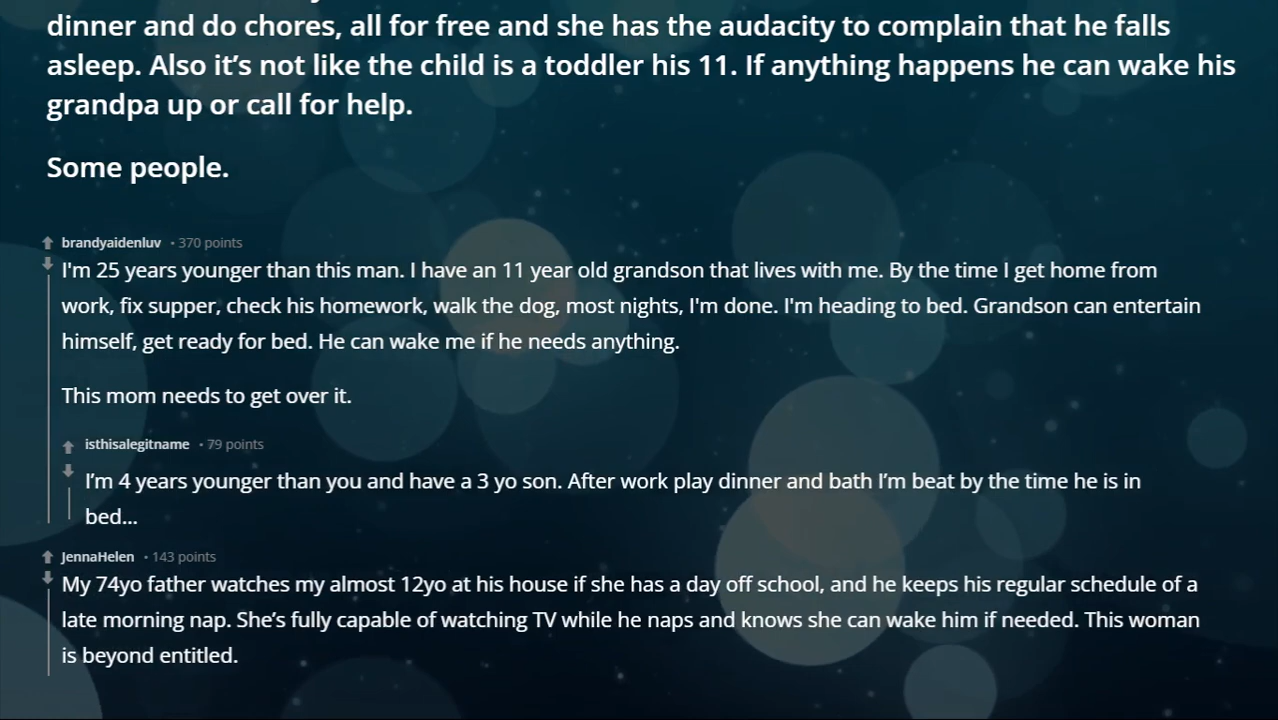 dinner and do chores, all for free and she has the audacity to complain that he falls
asleep. Also it’s not like the child is a toddler his 11. If anything happens he can wake his
grandpa up or call for help.
Some people.
brandyaidenluv • 370 points
I'm 25 years younger than this man. I have an 11 year old grandson that lives with me. By the time I get home from
work, fix supper, check his homework, walk the dog, most nights, I'm done. I'm heading to bed. Grandson can entertain
himself, get ready for bed. He can wake me if he needs anything.
This mom needs to get over it.
isthisalegitname • 79 points
I’m 4 years younger than you and have a 3 yo son. After work play dinner and bath I’m beat by the time he is in
bed...
JennaHelen • 143 points
My 74yo father watches my almost 12yo at his house if she has a day off school, and he keeps his regular schedule of a
late morning nap. She’s fully capable of watching TV while he naps and knows she can wake him if needed. This woman
is beyond entitled.